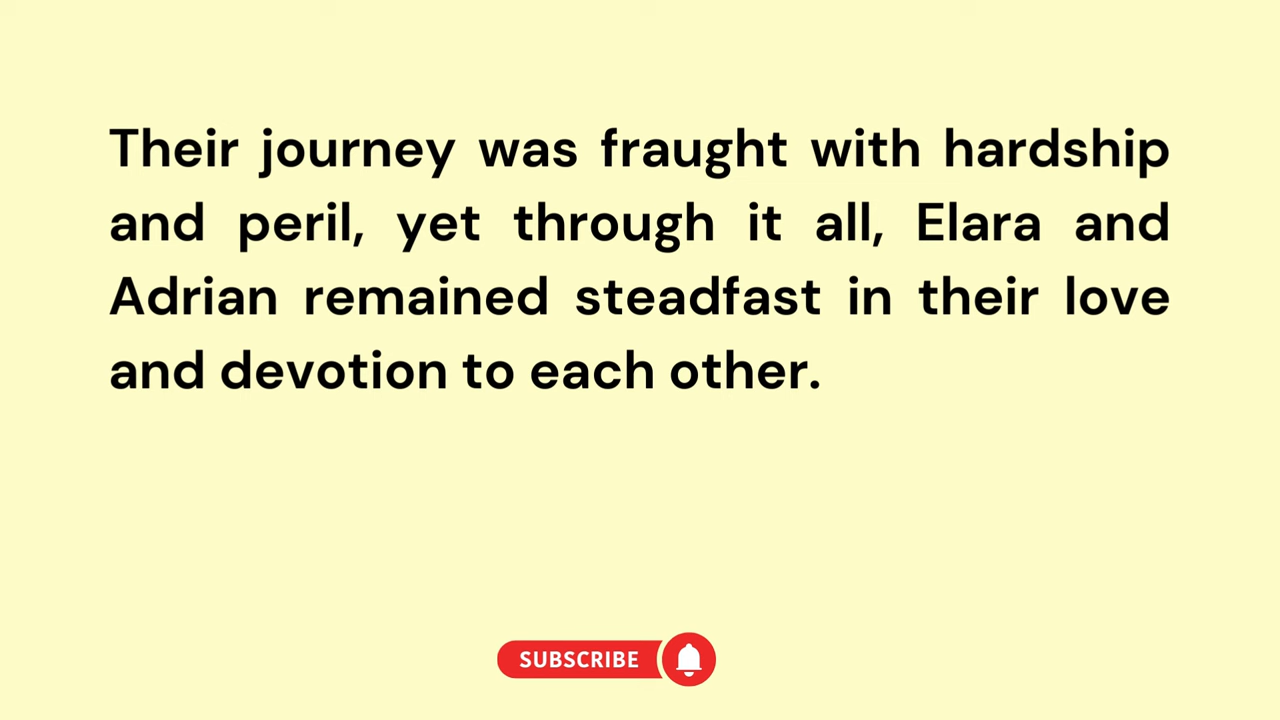 Their journey was fraught with hardship
and peril, yet through it all, Elara and
Adrian remained steadfast in their love
and devotion to each other.
SUBSCRIBE